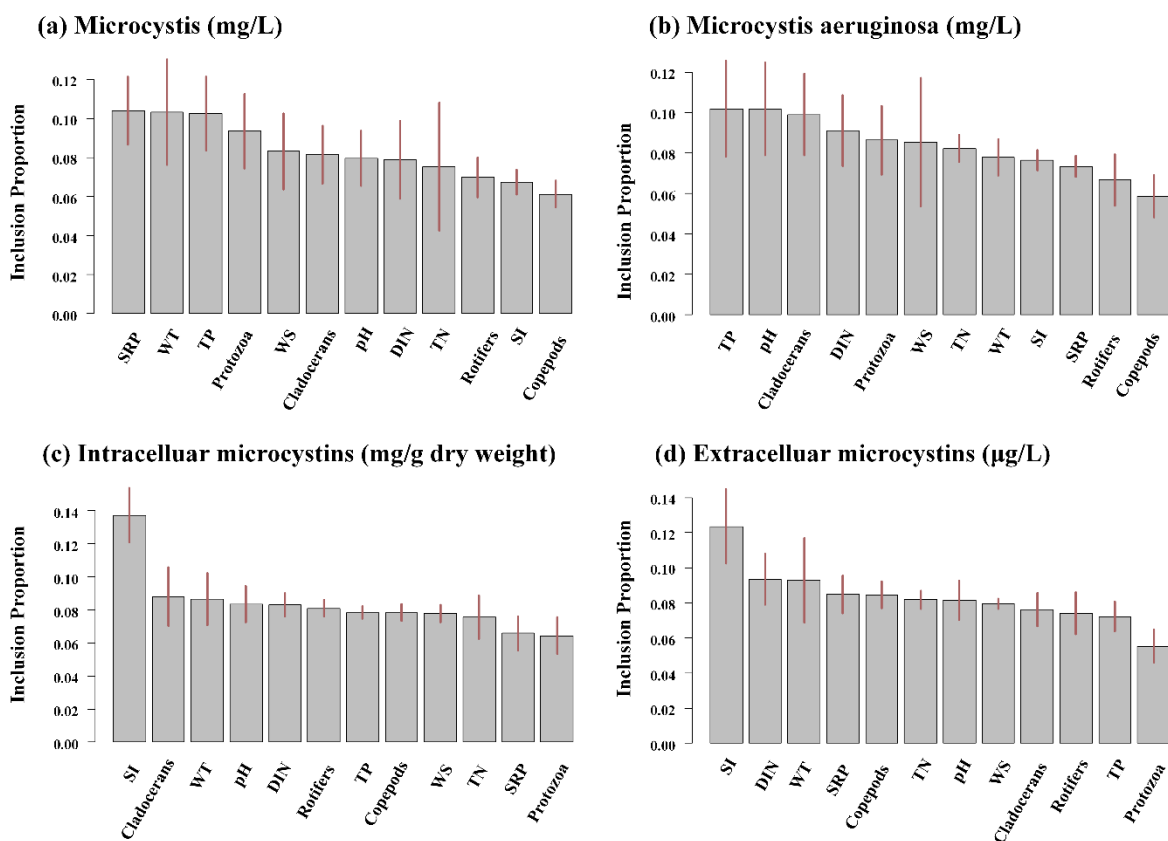 (a) Microcystis (mg/L)
Inclusion Proportion
0.12
0.10
0.08
0.06
0.04
0.02
0.00
SRP
WT
TP
Protozoa
WS
Cladocerans
pH
DIN
TN
Rotifers
SI
Copepods
(b) Microcystis aeruginosa (mg/L)
Inclusion Proportion
0.12
0.10
0.08
0.06
0.04
0.02
0.00
TP
pH
Cladocerans
DIN
Protozoa
WS
TN
WT
SI
SRP
Rotifers
Copepods
(c) Intracelluar microcystins (mg/g dry weight)
Inclusion Proportion
0.14
0.12
0.10
0.08
0.06
0.04
0.02
0.00
SI
Cladocerans
WT
pH
DIN
Rotifers
TP
Copepods
WS
TN
SRP
Protozoa
(d) Extracelluar microcystins (µg/L)
Inclusion Proportion
0.14
0.12
0.10
0.08
0.06
0.04
0.02
0.00
SI
DIN
WT
SRP
Copepods
TN
pH
WS
Cladocerans
Rotifers
TP
Protozoa